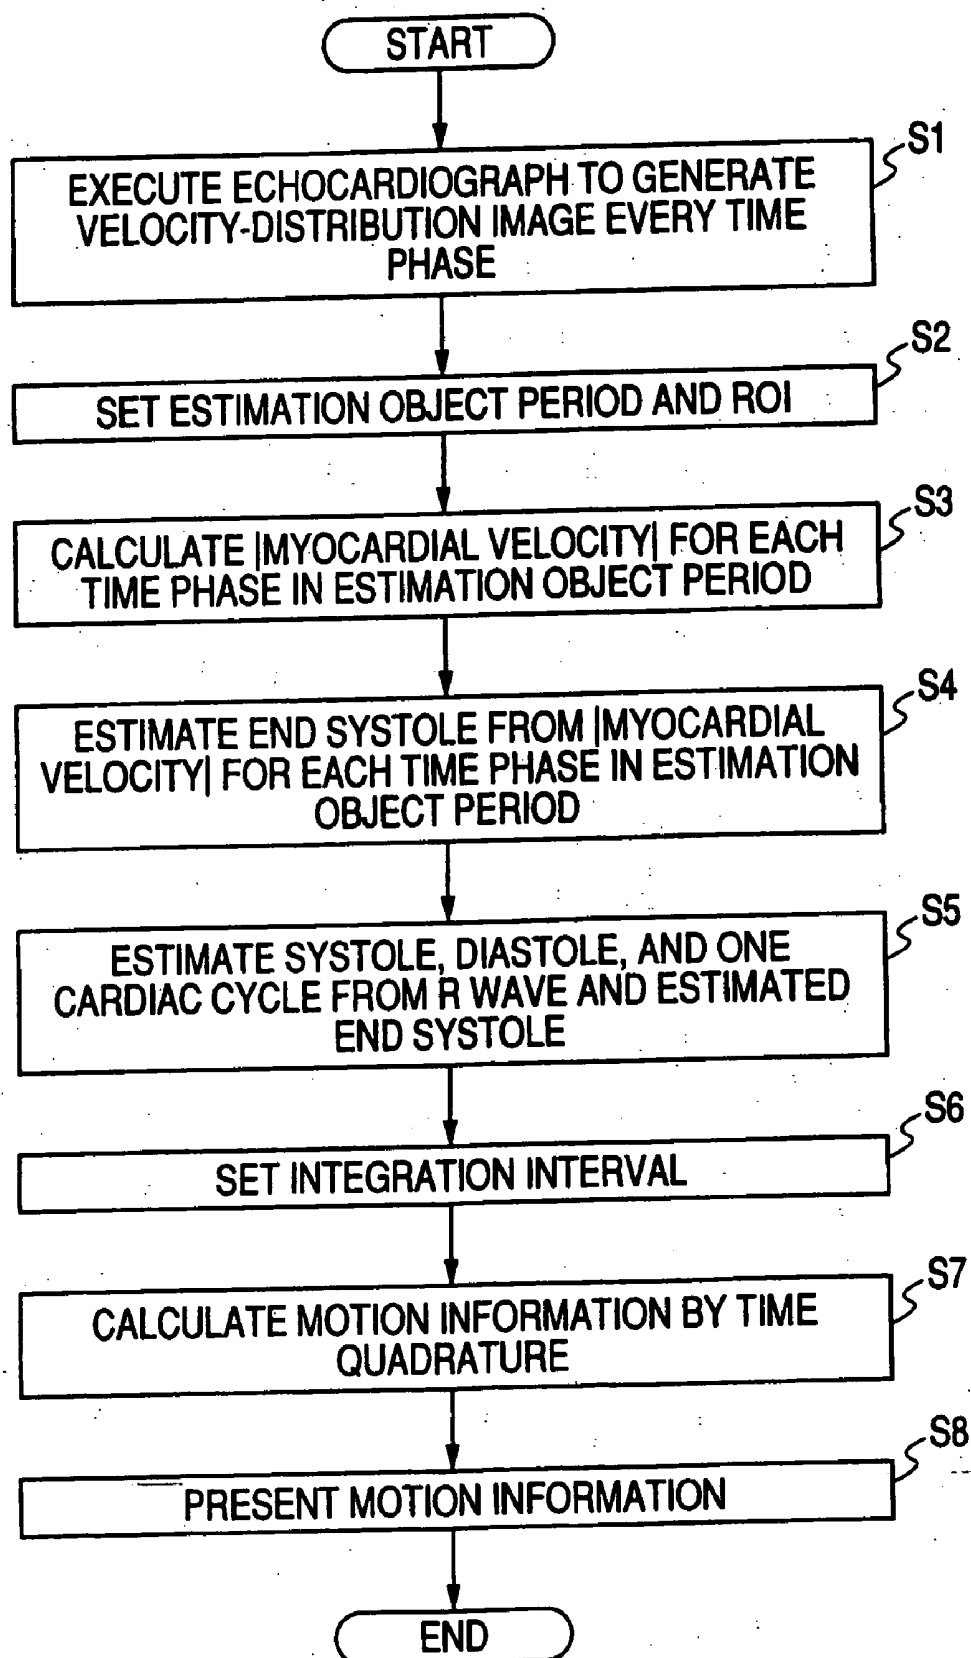 START
S1
EXECUTE ECHOCARDIOGRAPH TO GENERATE
VELOCITY-DISTRIBUTION IMAGE EVERY TIME
PHASE
S2
SET ESTIMATION OBJECT PERIOD AND ROI
S3
CALCULATE |MYOCARDIAL VELOCITY| FOR EACH
TIME PHASE IN ESTIMATION OBJECT PERIOD
S4
ESTIMATE END SYSTOLE FROM |MYOCARDIAL
VELOCITY| FOR EACH TIME PHASE IN ESTIMATION
OBJECT PERIOD
S5
ESTIMATE SYSTOLE, DIASTOLE, AND ONE
CARDIAC CYCLE FROM R WAVE AND ESTIMATED
END SYSTOLE
S6
SET INTEGRATION INTERVAL
S7
CALCULATE MOTION INFORMATION BY TIME
QUADRATURE
S8
PRESENT MOTION INFORMATION
END